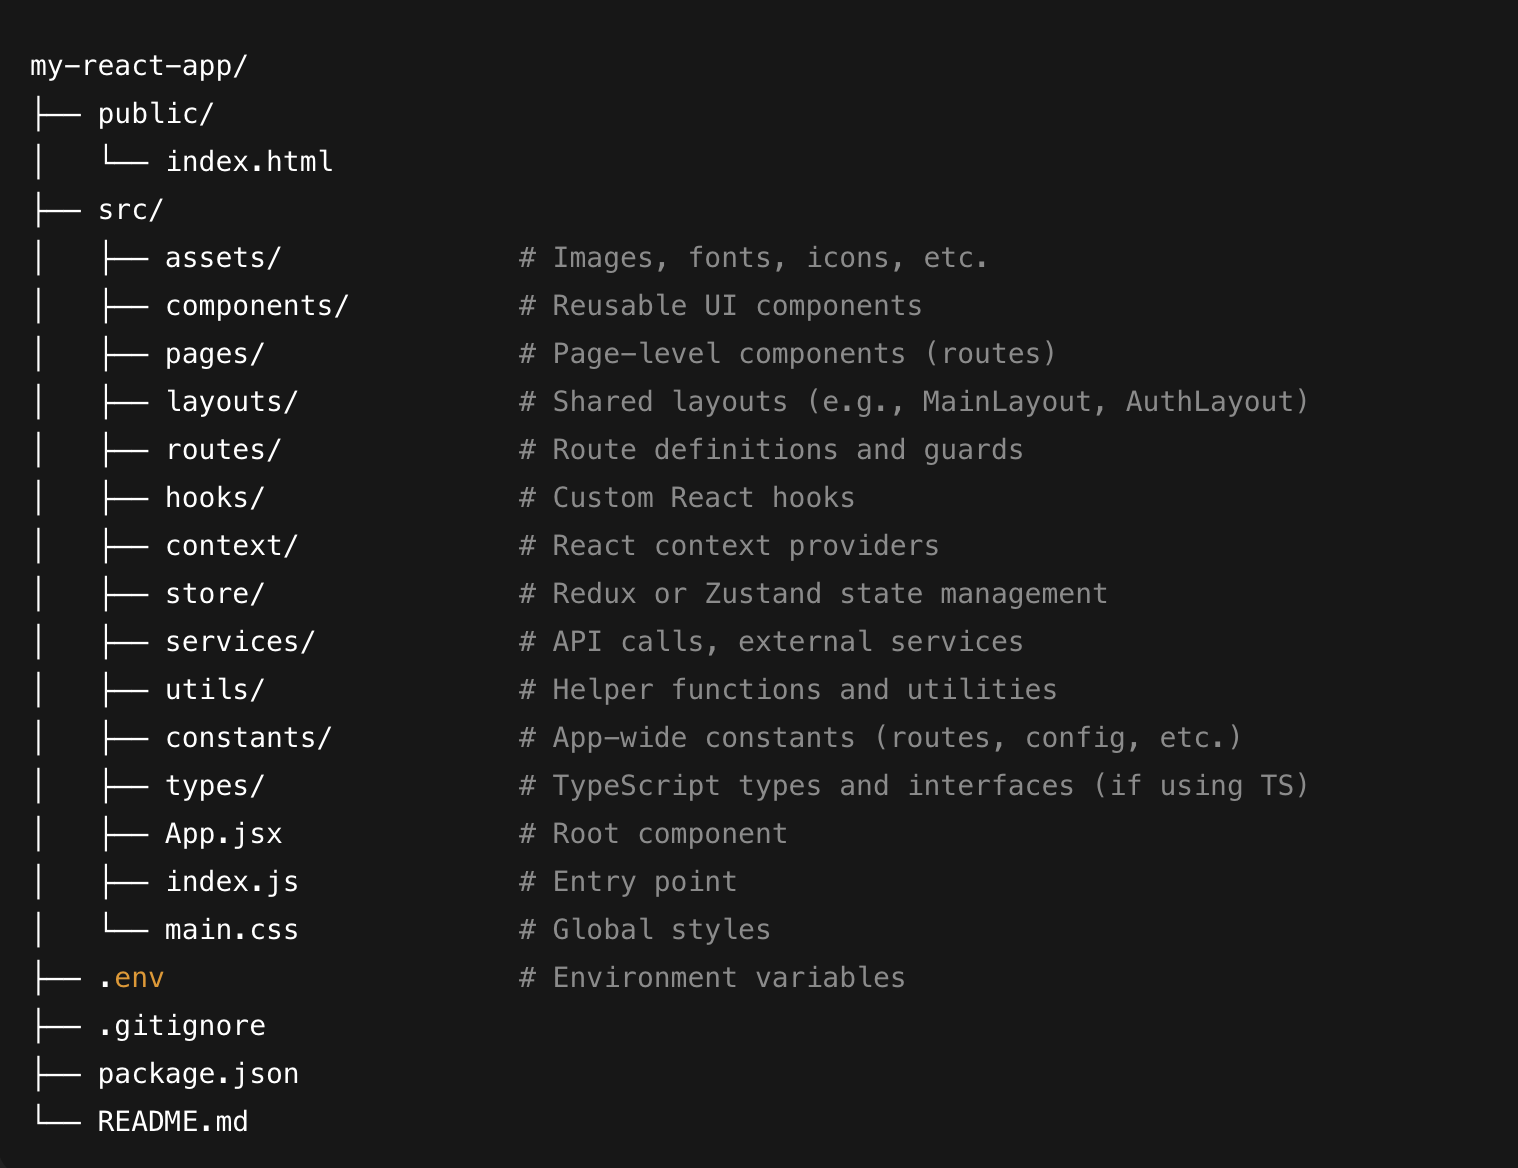 my-react-app/
├── public/
│   └── index.html
├── src/
│   ├── assets/              # Images, fonts, icons, etc.
│   ├── components/          # Reusable UI components
│   ├── pages/               # Page-level components (routes)
│   ├── layouts/             # Shared layouts (e.g., MainLayout, AuthLayout)
│   ├── routes/              # Route definitions and guards
│   ├── hooks/               # Custom React hooks
│   ├── context/             # React context providers
│   ├── store/               # Redux or Zustand state management
│   ├── services/            # API calls, external services
│   ├── utils/               # Helper functions and utilities
│   ├── constants/           # App-wide constants (routes, config, etc.)
│   ├── types/               # TypeScript types and interfaces (if using TS)
│   ├── App.jsx              # Root component
│   ├── index.js             # Entry point
│   └── main.css             # Global styles
├── .env                     # Environment variables
├── .gitignore
├── package.json
└── README.md